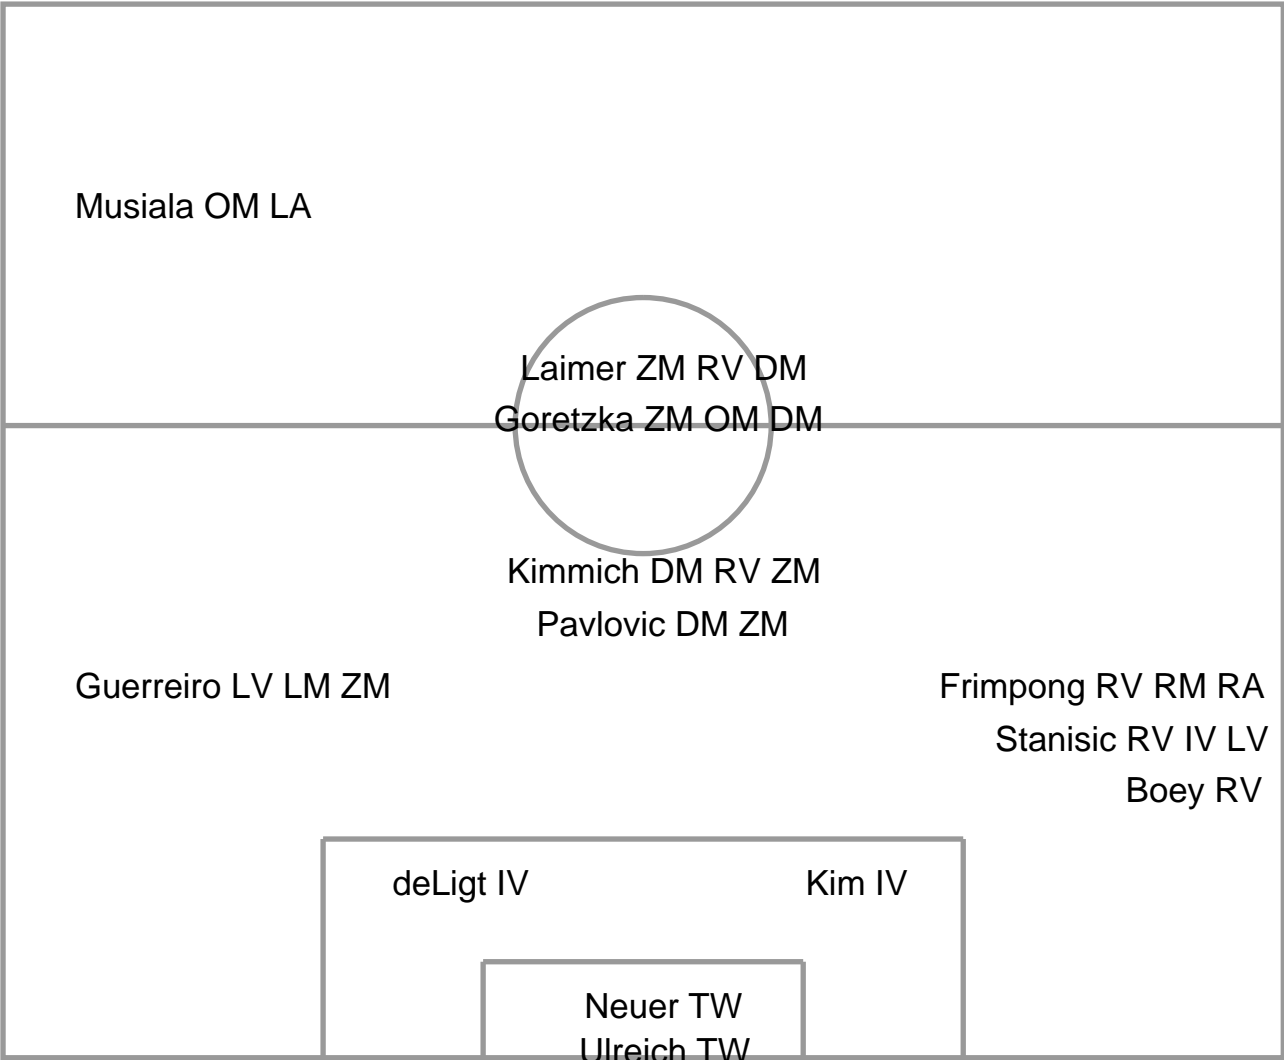 Musiala OM LA
Laimer ZM RV DM
Goretzka ZM OM DM
Kimmich DM RV ZM
Pavlovic DM ZM
Guerreiro LV LM ZM
Frimpong RV RM RA
Stanisic RV IV LV
Boey RV
deLigt IV
Kim IV
Neuer TW
Ulreich TW